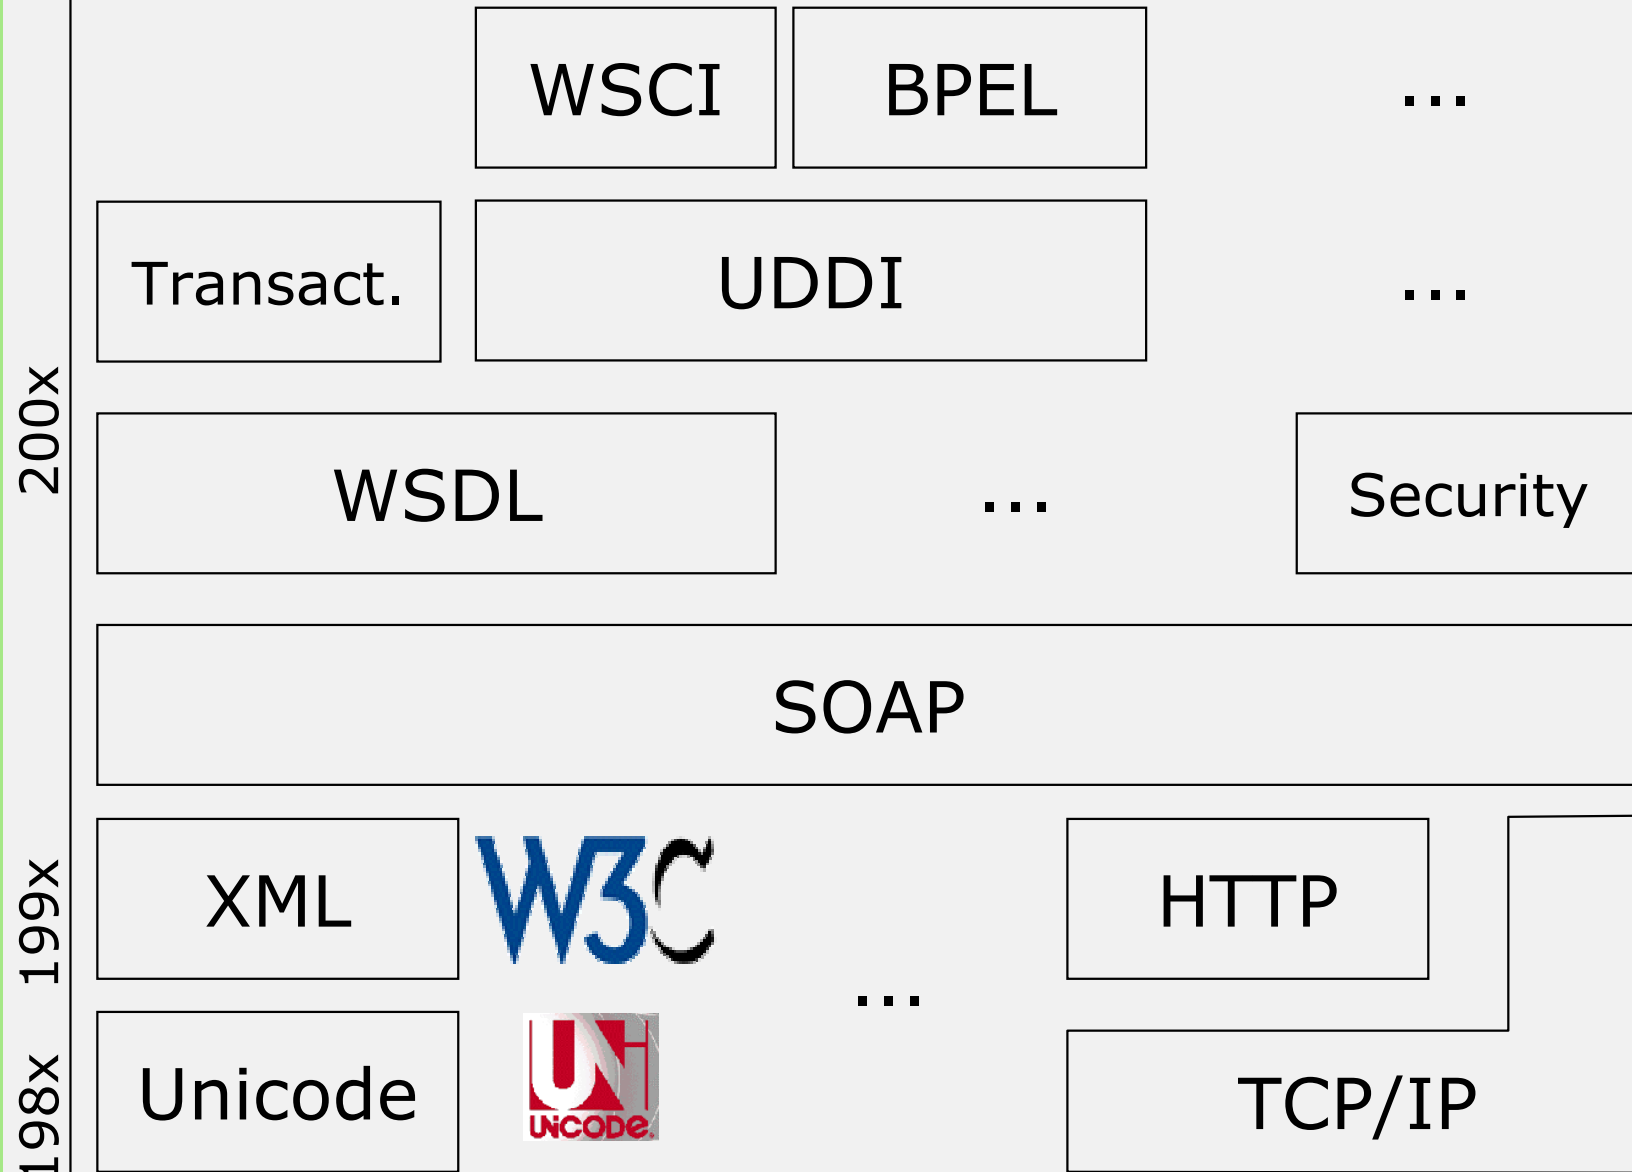 WSCI BPEL ...
Transact. UDDI ...
200x
WSDL ... Security
SOAP
199x
XML W3C HTTP
...
198x
Unicode UNICODE. TCP/IP